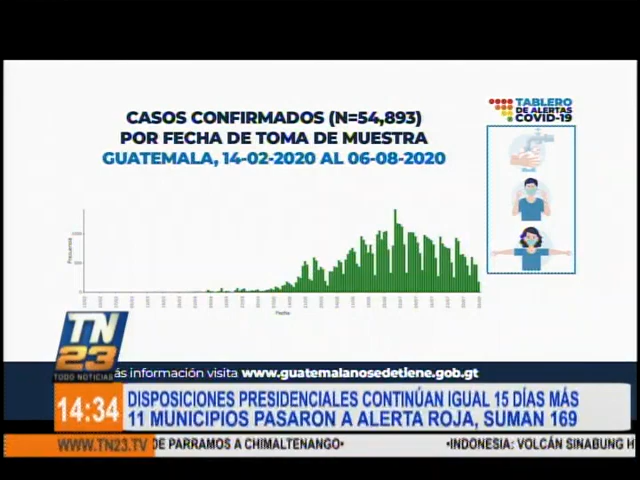 CASOS CONFIRMADOS (N=54,893)
POR FECHA DE TOMA DE MUESTRA
GUATEMALA, 14-02-2020 AL 06-08-2020
TABLERO
DE ALERTAS
COVID-19
Frecuencia
Fecha
TN
23
TODO NOTICIAS
ás información visita www.guatemalanosedetiene.gob.gt
14:34
DISPOSICIONES PRESIDENCIALES CONTINÚAN IGUAL 15 DÍAS MÁS
11 MUNICIPIOS PASARON A ALERTA ROJA, SUMAN 169
WWW.TN23.TV
DE PARRAMOS A CHIMALTENANGO• •INDONESIA: VOLCÁN SINABUNG H